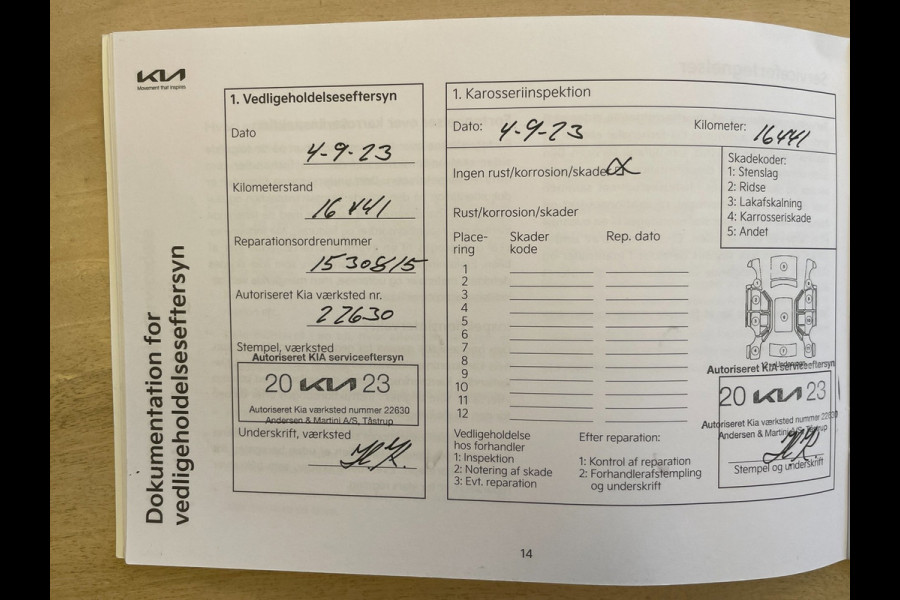 KIA
Movement that inspires
Dokumentation for
vedligeholdelseseftersyn
1. Vedligeholdelseseftersyn
Dato
4-9-23
Kilometerstand
16441
Reparationsordrenummer
1530815
Autoriseret Kia værksted nr.
22630
Stempel, værksted
Autoriseret KIA serviceeftersyn
20 KIA 23
Autoriseret Kia værksted nummer 22630
Andersen & Martini A/S, Tåstrup
Underskrift, værksted
1. Karosseriinspektion
Dato: 4-9-23
Kilometer: 16441
Ingen rust/korrosion/skade
Rust/korrosion/skader
Skadekoder:
1: Stenslag
2: Ridse
3: Lakafskalning
4: Karrosseriskade
5: Andet
Place-
ring
Skader
kode
Rep. dato
1
2
3
4
5
6
7
8
9
10
11
12
Autoriseret KIA serviceeftersyn
20 KIA 23
Autoriseret Kia værksted nummer 22630
Andersen & Martini A/S, Tåstrup
Stempel og underskrift
Vedligeholdelse
hos forhandler
1: Inspektion
2: Notering af skade
3: Evt. reparation
Efter reparation:
1: Kontrol af reparation
2: Forhandlerafstempling
og underskrift
14